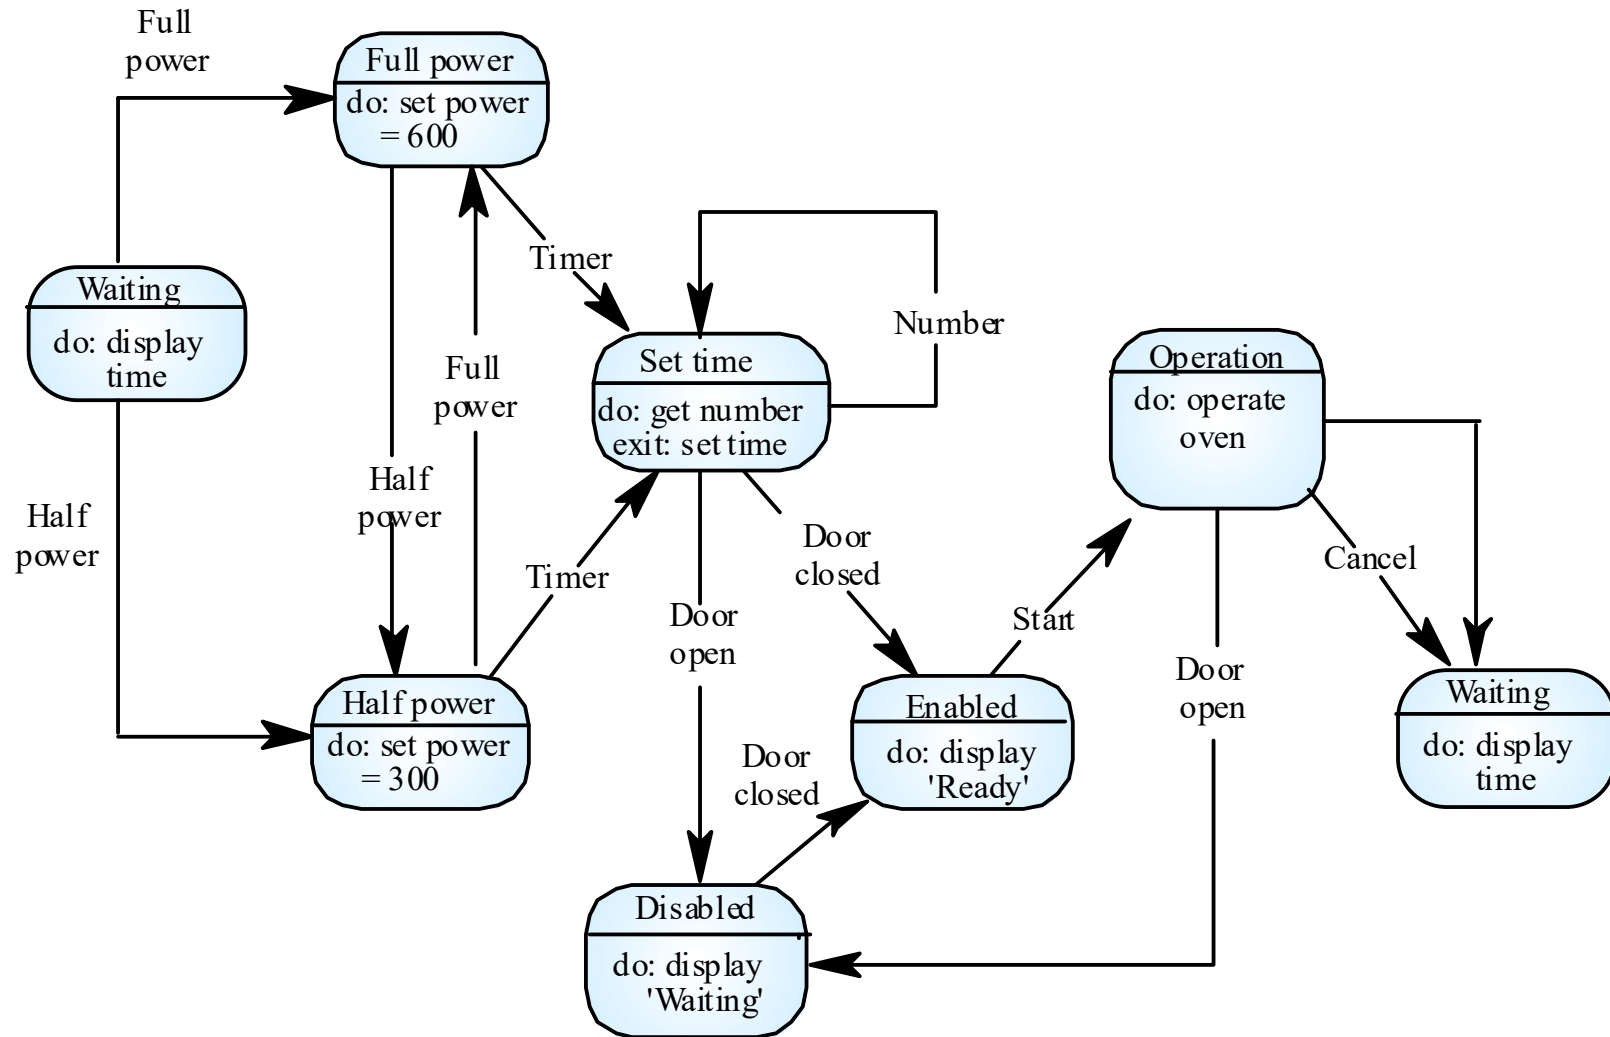 Full
power
Full power
do: set power
= 600
Timer
Waiting
do: display
time
Number
Full
power
Set time
do: get number
exit: set time
Operation
do: operate
oven
Half
power
Half
power
Timer
Door
closed
Cancel
Door
open
Start
Door
open
Half power
do: set power
= 300
Enabled
do: display
'Ready'
Waiting
do: display
time
Door
closed
Disabled
do: display
'Waiting'